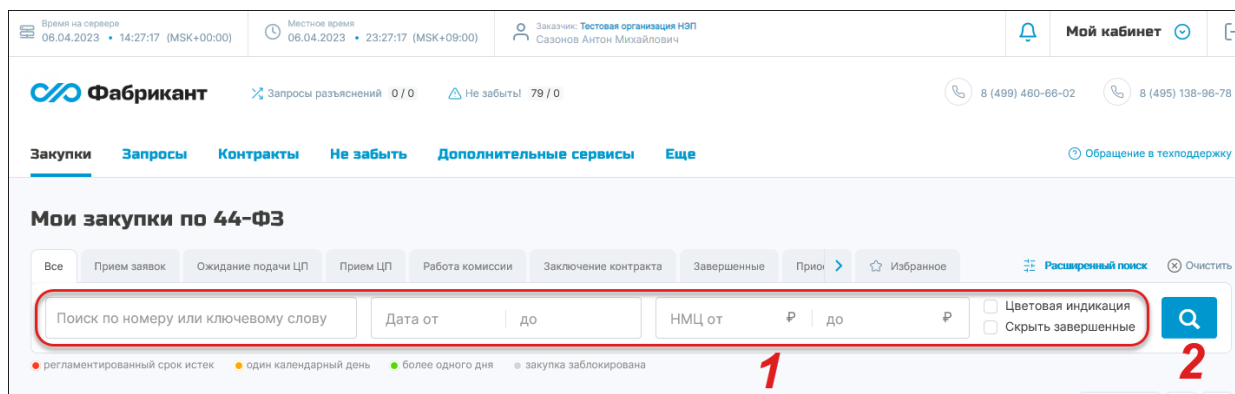 Время на сервере
06.04.2023 • 14:27:17 (MSK+00:00)
Местное время
06.04.2023 • 23:27:17 (MSK+09:00)
Заказчик: Тестовая организация НЭП
Сазонов Антон Михайлович
Мой кабинет
Фабрикант
Запросы разъяснений 0 / 0
Не забыть! 79 / 0
8 (499) 460-66-02
8 (495) 138-96-78
Закупки Запросы Контракты Не забыть Дополнительные сервисы Еще
Обращение в техподдержку
Мои закупки по 44-ФЗ
Все Прием заявок Ожидание подачи ЦП Прием ЦП Работа комиссии Заключение контракта Завершенные Прио Избранное
Расширенный поиск Очистить
Поиск по номеру или ключевому слову Дата от до НМЦ от ₽ до ₽
Цветовая индикация
Скрыть завершенные
регламентированный срок истек один календарный день более одного дня закупка заблокирована
1 2